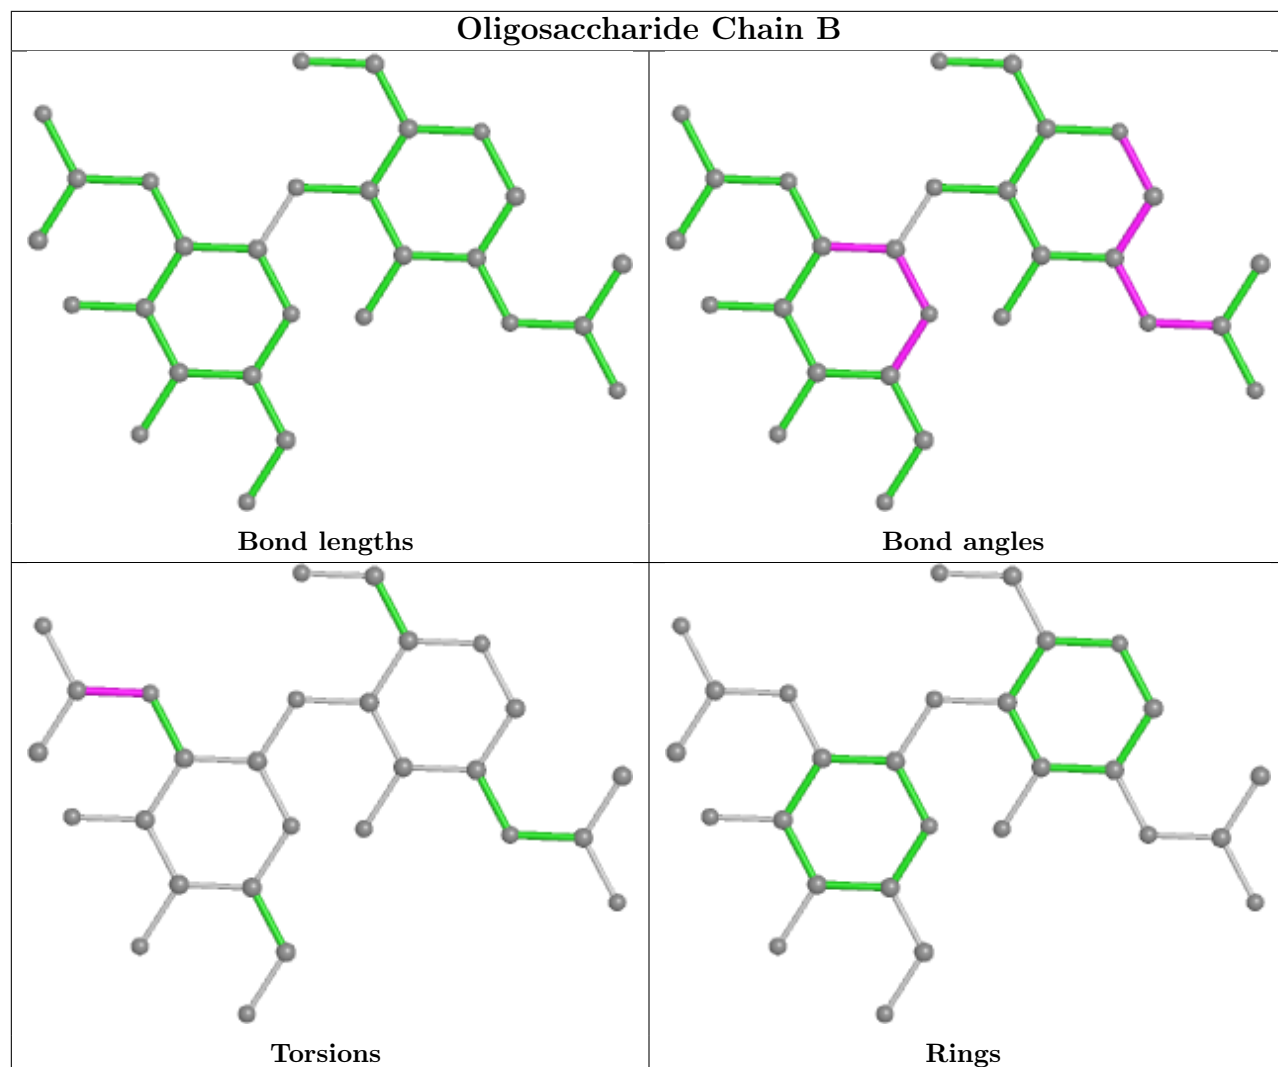 Oligosaccharide Chain B
Bond lengths
Bond angles
Torsions
Rings